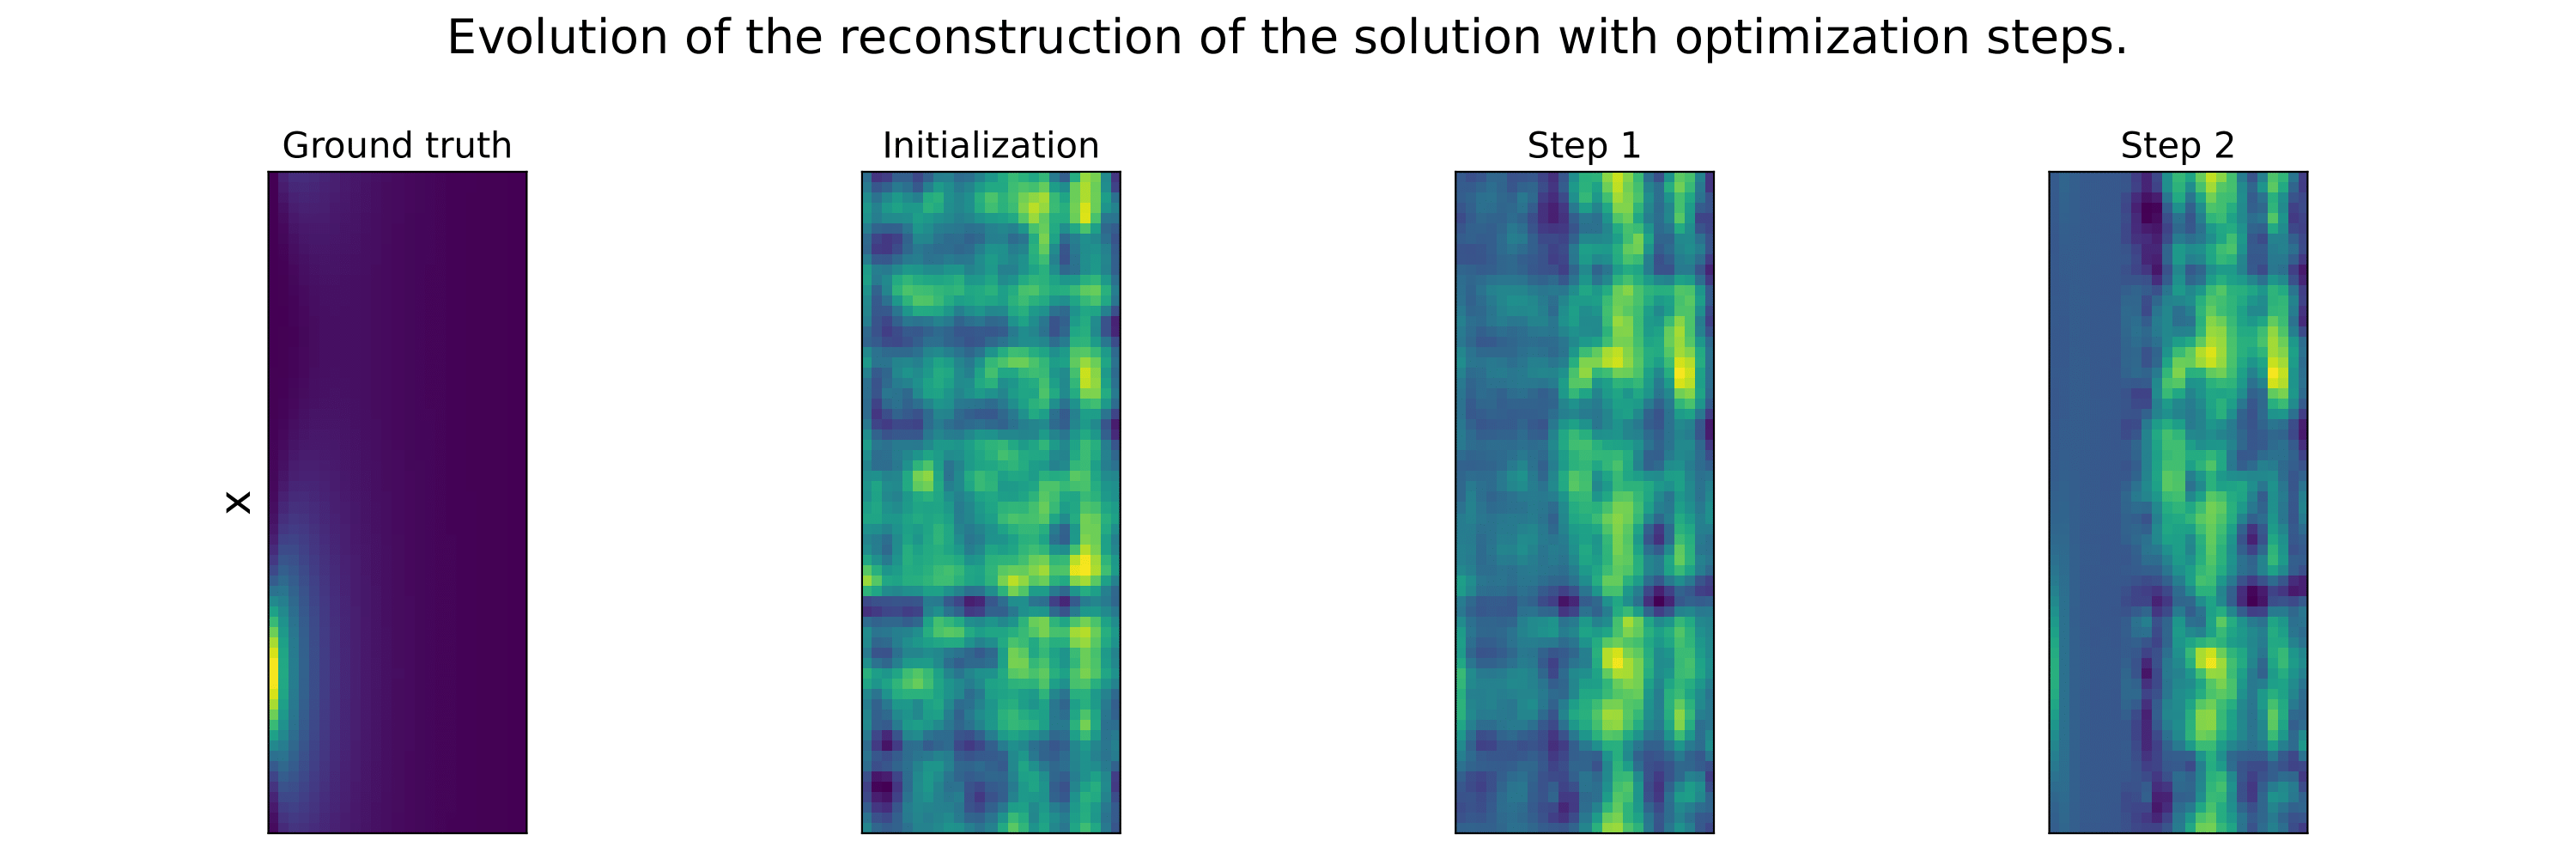 Evolution of the reconstruction of the solution with optimization steps.
Ground truth
Initialization
Step 1
Step 2
x